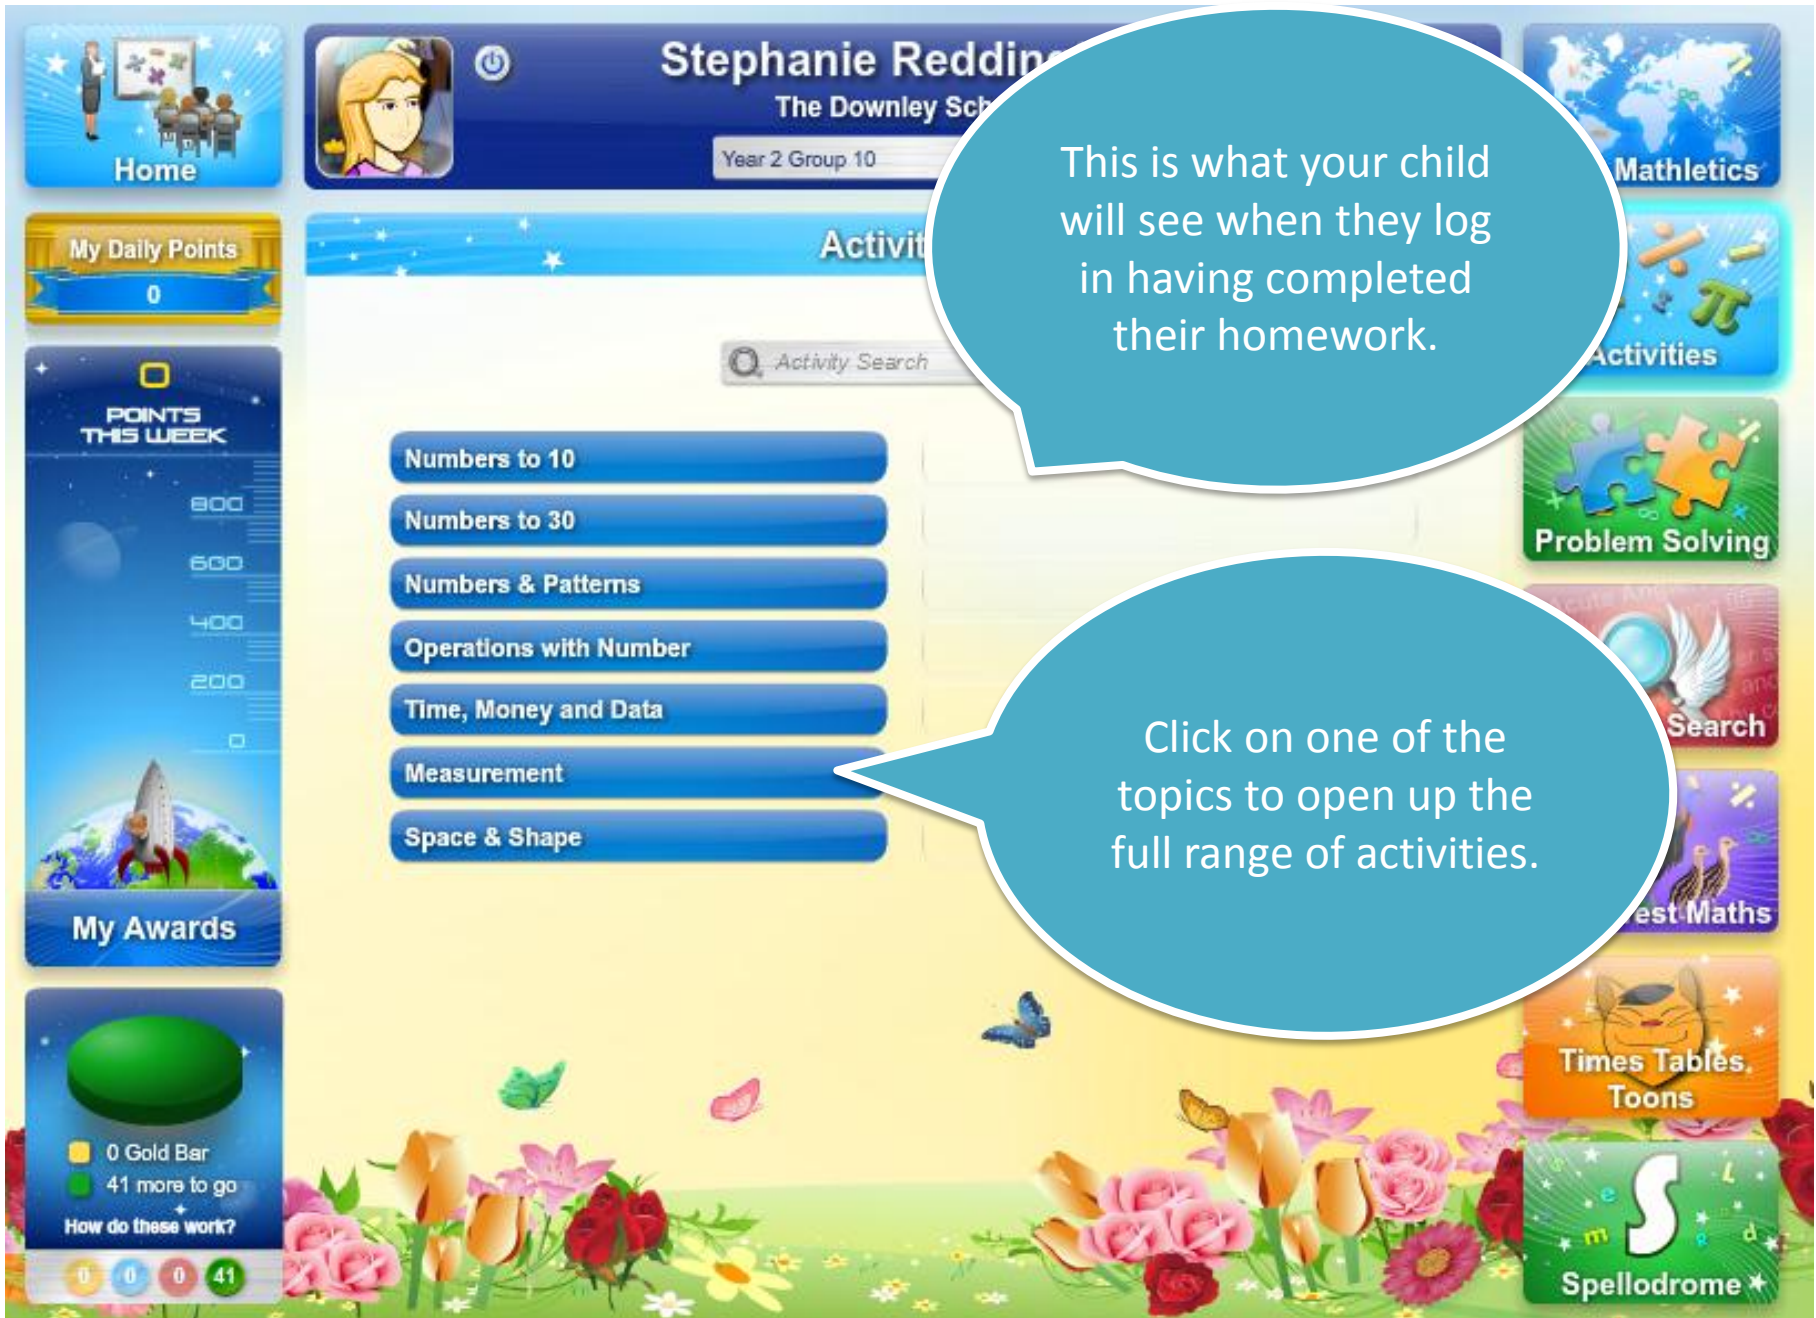 Home
Stephanie Reddin
The Downley Sch
Year 2 Group 10
My Daily Points
0
0
POINTS
THIS WEEK
800
600
400
200
0
My Awards
0 Gold Bar
41 more to go
How do these work?
0 0 0 41
Activit
Activity Search
Numbers to 10
Numbers to 30
Numbers & Patterns
Operations with Number
Time, Money and Data
Measurement
Space & Shape
This is what your child
will see when they log
in having completed
their homework.
Click on one of the
topics to open up the
full range of activities.
Mathletics
Activities
Problem Solving
Search
est Maths
Times Tables
Toons
Spellodrome